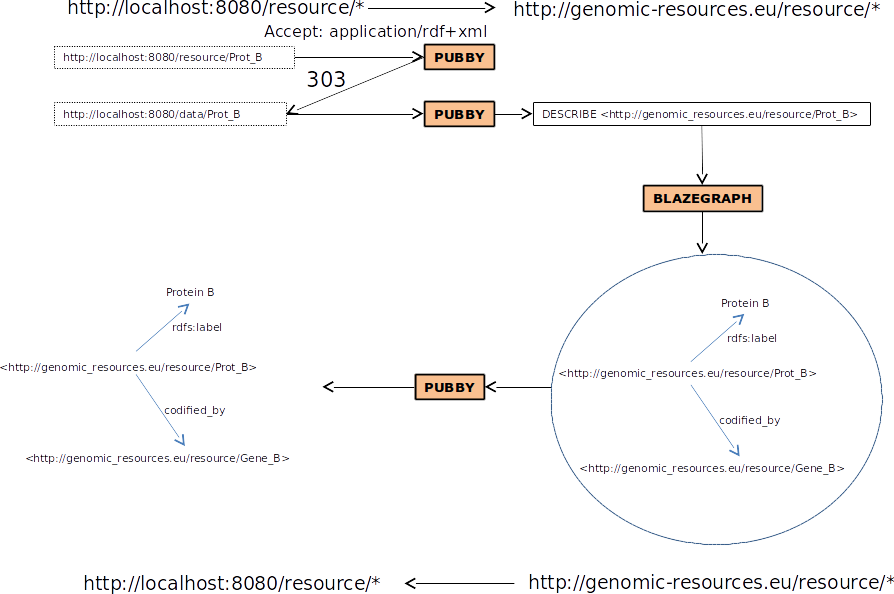 http://localhost:8080/resource/* http://genomic-resources.eu/resource/*
Accept: application/rdf+xml
http://localhost:8080/resource/Prot_B PUBBY
303
http://localhost:8080/data/Prot_B PUBBY DESCRIBE <http://genomic_resources.eu/resource/Prot_B>
BLAZEGRAPH
Protein B
rdfs:label
<http://genomic_resources.eu/resource/Prot_B>
codified_by
<http://genomic_resources.eu/resource/Gene_B>
PUBBY
Protein B
rdfs:label
<http://genomic_resources.eu/resource/Prot_B>
codified_by
<http://genomic_resources.eu/resource/Gene_B>
http://localhost:8080/resource/* http://genomic-resources.eu/resource/*